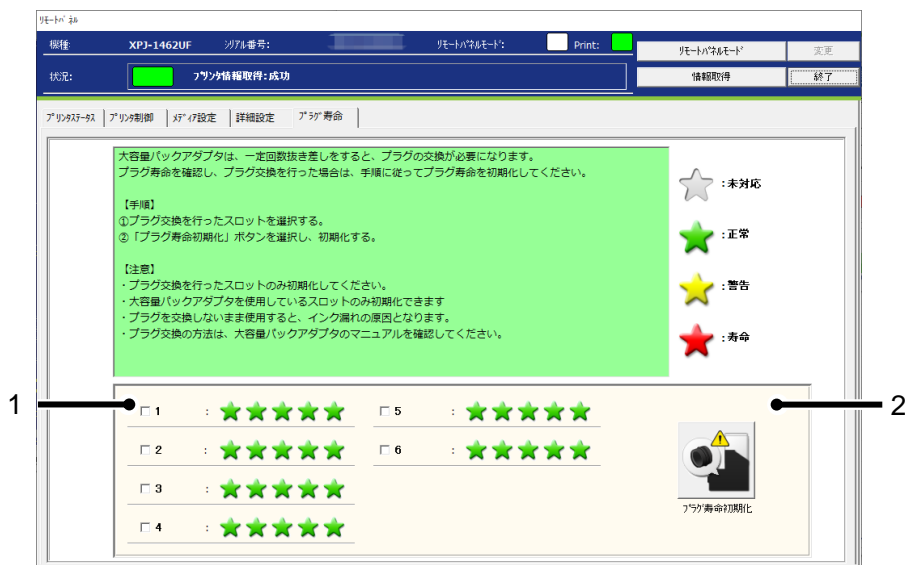 リモートパネル
機種: XPJ-1462UF シリアル番号: リモートパネルモード: Print: リモートパネルモード 変更
状況: プリンタ情報取得:成功 情報取得 終了
プリンタステータス プリンタ制御 メディア設定 詳細設定 プラグ寿命
大容量パックアダプタは、一定回数抜き差しをすると、プラグの交換が必要になります。
プラグ寿命を確認し、プラグ交換を行った場合は、手順に従ってプラグ寿命を初期化してください。
【手順】
①プラグ交換を行ったスロットを選択する。
②「プラグ寿命初期化」ボタンを選択し、初期化する。
【注意】
・プラグ交換を行ったスロットのみ初期化してください。
・大容量パックアダプタを使用しているスロットのみ初期化できます
・プラグを交換しないまま使用すると、インク漏れの原因となります。
・プラグ交換の方法は、大容量パックアダプタのマニュアルを確認してください。
:未対応
:正常
:警告
:寿命
1
1 : 5 :
2 : 6 :
3 :
4 :
プラグ寿命初期化
2